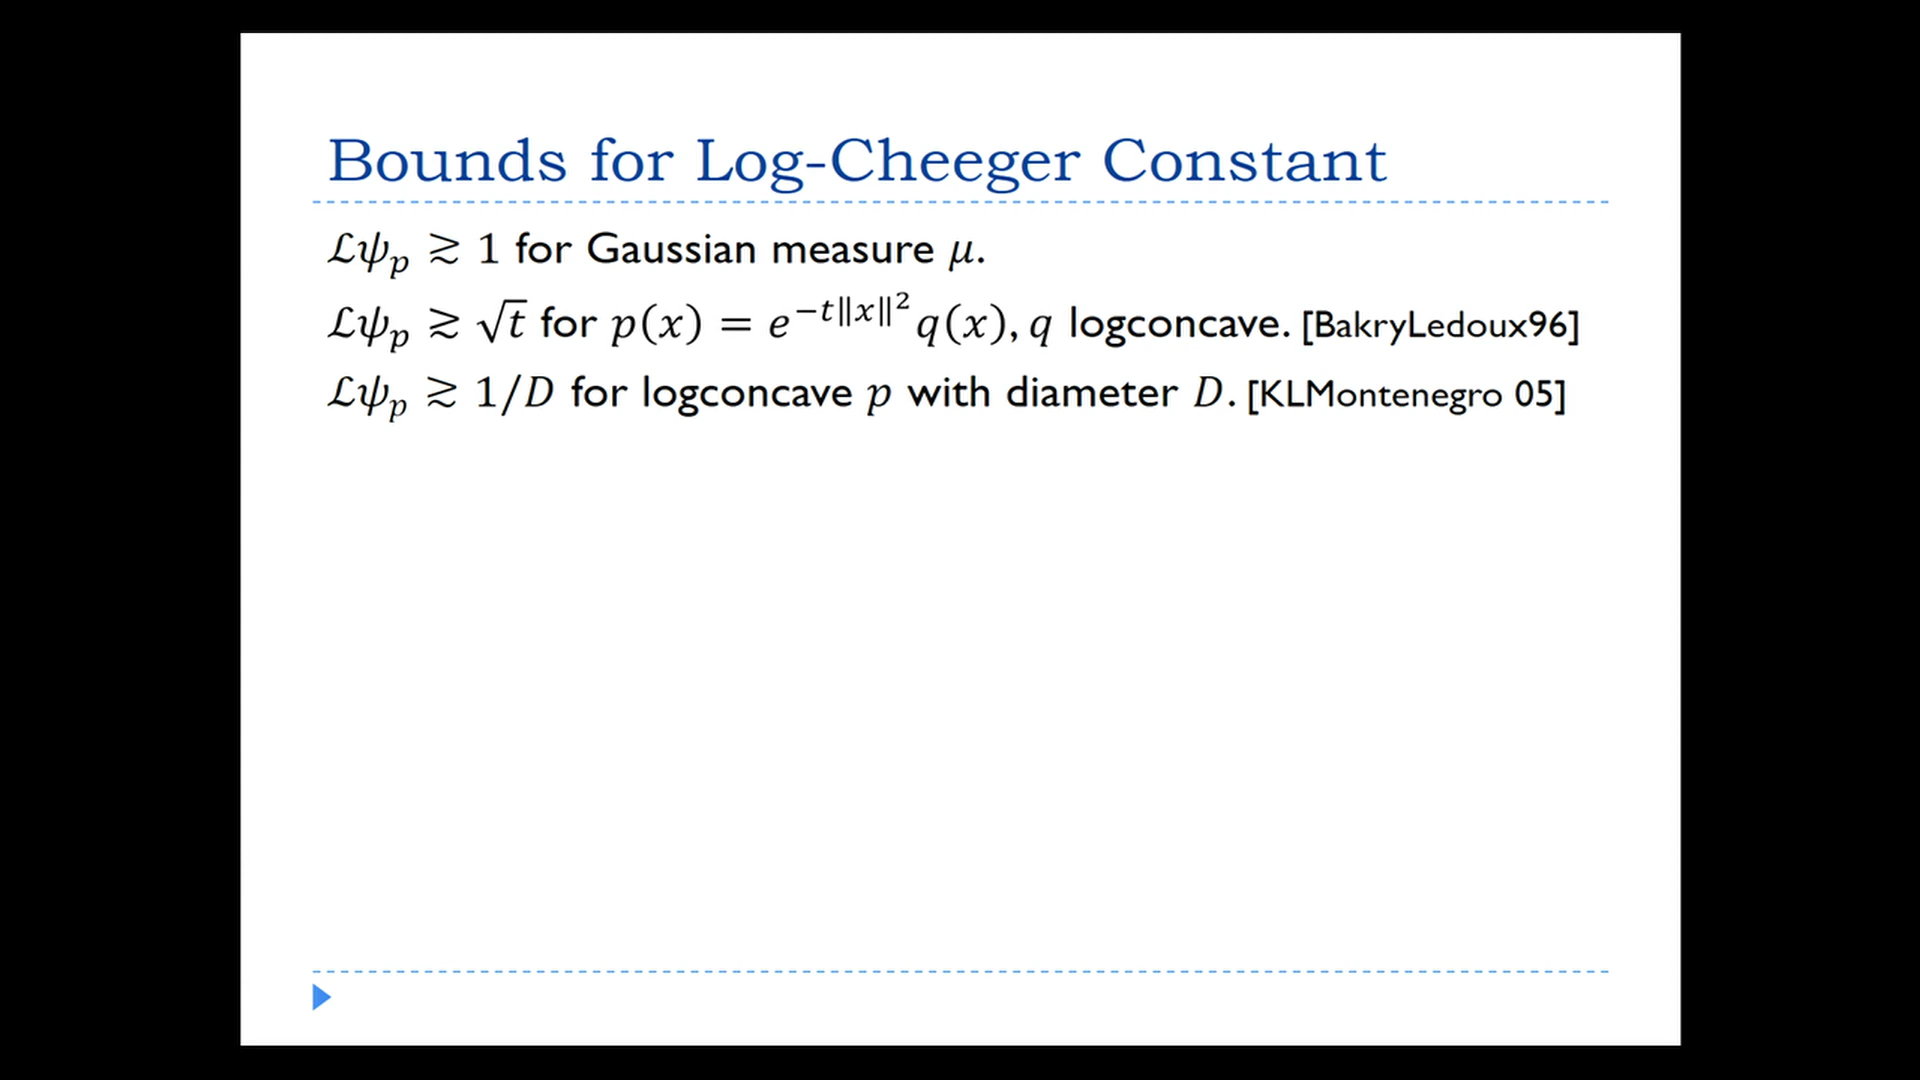 Bounds for Log-Cheeger Constant
ℒψ_p ≳ 1 for Gaussian measure μ.
ℒψ_p ≳ √t for p(x) = e^{−t‖x‖²} q(x), q logconcave. [BakryLedoux96]
ℒψ_p ≳ 1/D for logconcave p with diameter D. [KLMontenegro 05]